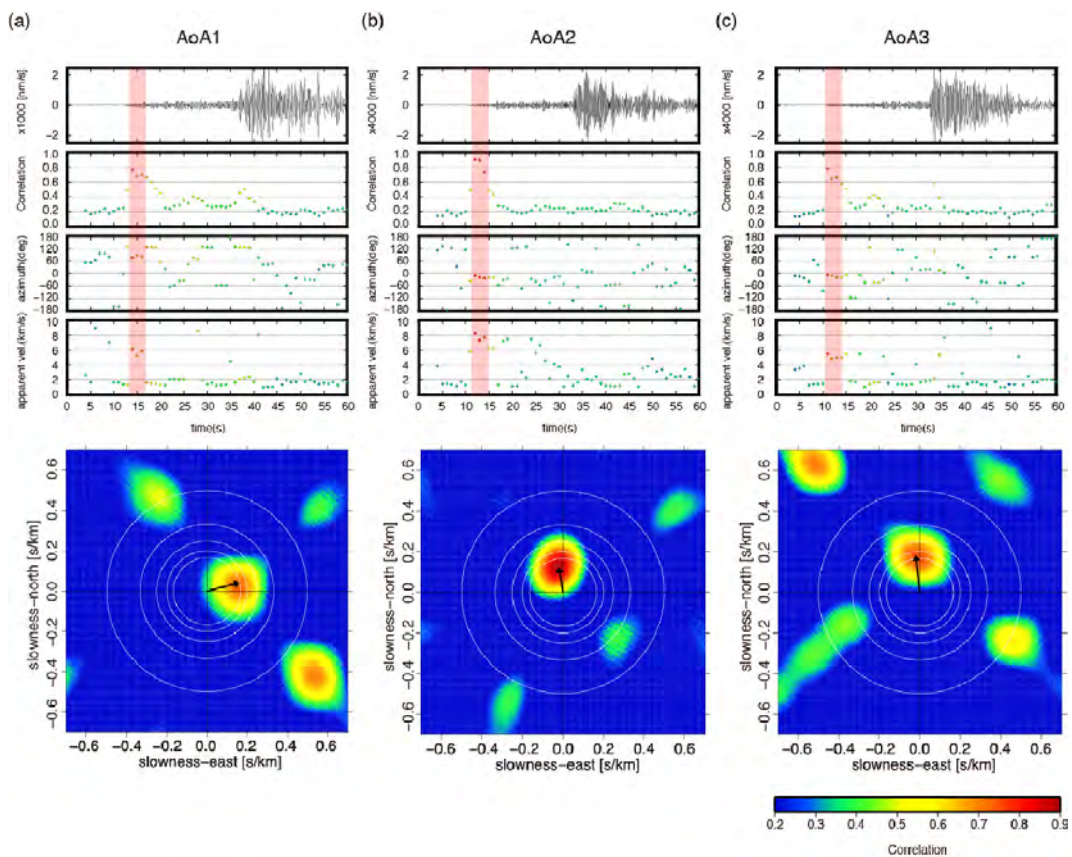 (a) (b) (c)
AoA1 AoA2 AoA3
x1000 [nm/s] 2 0 −2
x4000 [nm/s] 2 0 −2
x4000 [nm/s] 2 0 −2
Correlation 1.0 0.8 0.6 0.4 0.2 0.0
Correlation 1.0 0.8 0.6 0.4 0.2 0.0
Correlation 1.0 0.8 0.6 0.4 0.2 0.0
azimuth(deg) 180 120 60 0 −60 −120 −180
azimuth(deg) 180 120 60 0 −60 −120 −180
azimuth(deg) 180 120 60 0 −60 −120 −180
apparent vel.(km/s) 8 6 4 2 0
apparent vel.(km/s) 8 6 4 2 0
apparent vel.(km/s) 8 6 4 2 0
0 5 10 15 20 25 30 35 40 45 50 55 60
0 5 10 15 20 25 30 35 40 45 50 55 60
0 5 10 15 20 25 30 35 40 45 50 55 60
time(s) time(s) time(s)
slowness−north [s/km] 0.6 0.4 0.2 0.0 −0.2 −0.4 −0.6
slowness−north [s/km] 0.6 0.4 0.2 0.0 −0.2 −0.4 −0.6
slowness−north [s/km] 0.6 0.4 0.2 0.0 −0.2 −0.4 −0.6
−0.6 −0.4 −0.2 0.0 0.2 0.4 0.6
−0.6 −0.4 −0.2 0.0 0.2 0.4 0.6
−0.6 −0.4 −0.2 0.0 0.2 0.4 0.6
slowness−east [s/km] slowness−east [s/km] slowness−east [s/km]
0.2 0.3 0.4 0.5 0.6 0.7 0.8 0.9
Correlation